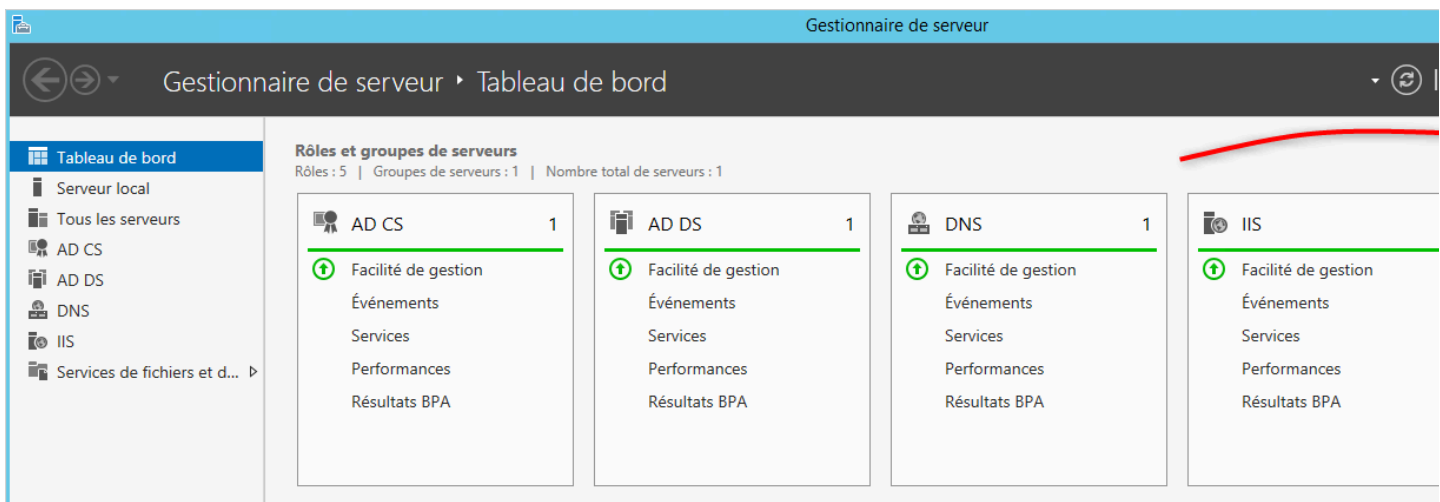 Gestionnaire de serveur
Gestionnaire de serveur ‣ Tableau de bord
Tableau de bord
Serveur local
Tous les serveurs
AD CS
AD DS
DNS
IIS
Services de fichiers et d...
Rôles et groupes de serveurs
Rôles : 5 | Groupes de serveurs : 1 | Nombre total de serveurs : 1
AD CS 1
Facilité de gestion
Événements
Services
Performances
Résultats BPA
AD DS 1
Facilité de gestion
Événements
Services
Performances
Résultats BPA
DNS 1
Facilité de gestion
Événements
Services
Performances
Résultats BPA
IIS
Facilité de gestion
Événements
Services
Performances
Résultats BPA